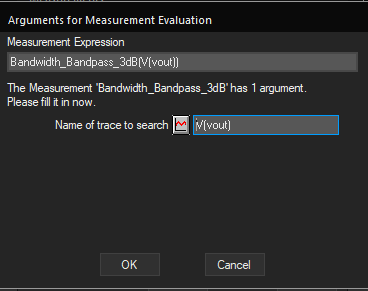 Arguments for Measurement Evaluation
Measurement Expression
Bandwidth_Bandpass_3dB(V(vout))
The Measurement 'Bandwidth_Bandpass_3dB' has 1 argument.
Please fill it in now.
Name of trace to search V(vout)
OK Cancel